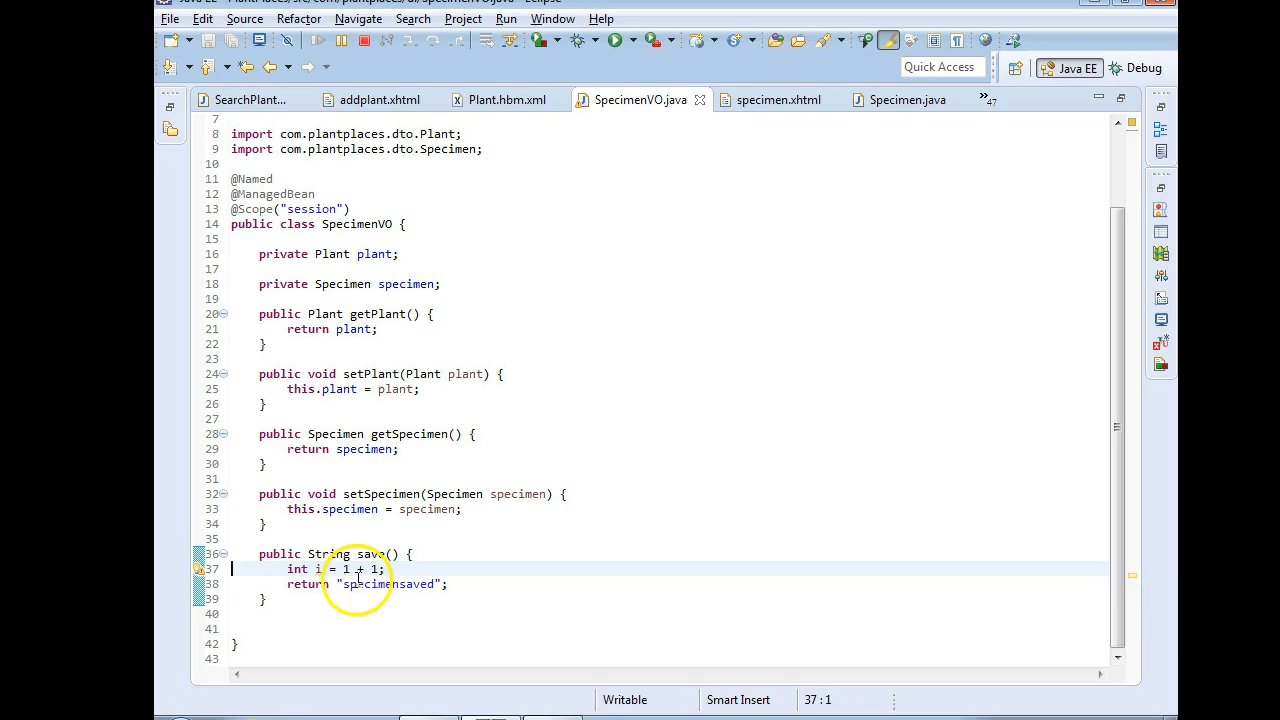 File Edit Source Refactor Navigate Search Project Run Window Help
Quick Access Java EE Debug
SearchPlant... addplant.xhtml Plant.hbm.xml SpecimenVO.java specimen.xhtml Specimen.java »47
7
8 import com.plantplaces.dto.Plant;
9 import com.plantplaces.dto.Specimen;
10
11 @Named
12 @ManagedBean
13 @Scope("session")
14 public class SpecimenVO {
15
16 private Plant plant;
17
18 private Specimen specimen;
19
20 public Plant getPlant() {
21 return plant;
22 }
23
24 public void setPlant(Plant plant) {
25 this.plant = plant;
26 }
27
28 public Specimen getSpecimen() {
29 return specimen;
30 }
31
32 public void setSpecimen(Specimen specimen) {
33 this.specimen = specimen;
34 }
35
36 public String save() {
37 int i = 1 + 1;
38 return "specimensaved";
39 }
40
41
42 }
43
Writable Smart Insert 37 : 1